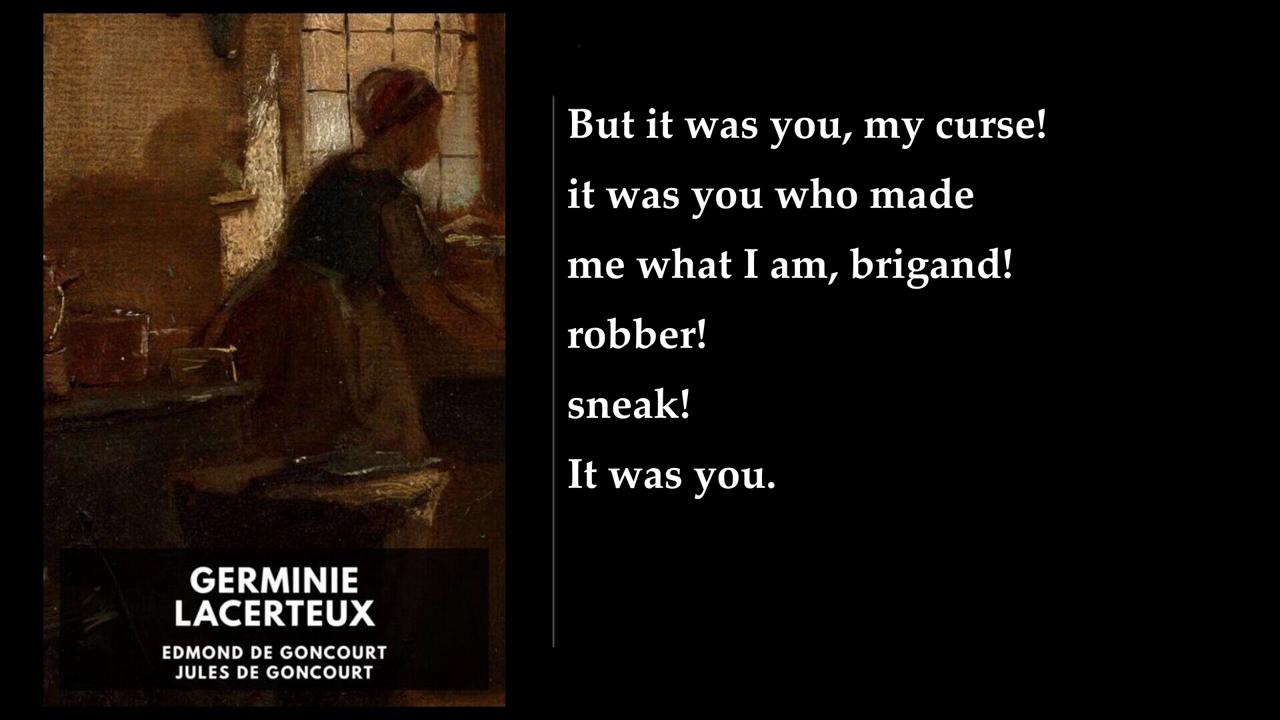 But it was you, my curse!
it was you who made
me what I am, brigand!
robber!
sneak!
It was you.
GERMINIE
LACERTEUX
EDMOND DE GONCOURT
JULES DE GONCOURT